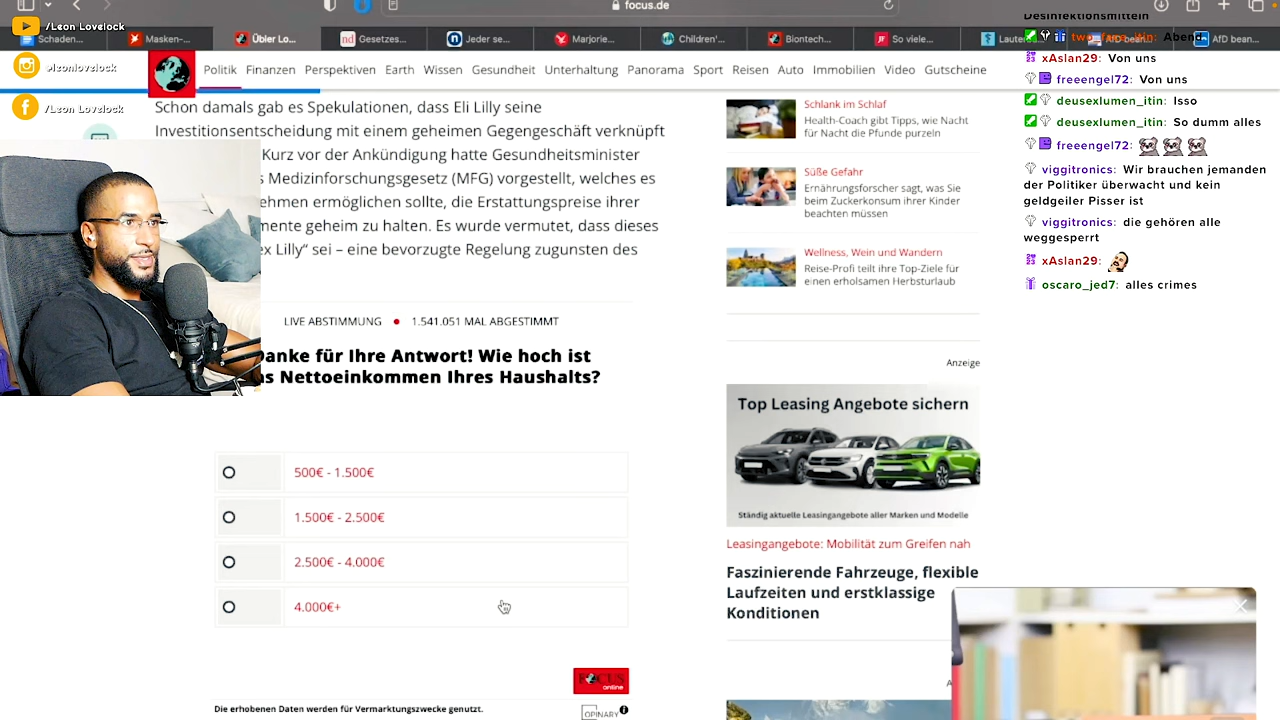 /Leon Lovelock
#leonlovelock
/Leon Lovelock
focus.de
Schaden...
Masken-...
Übler Lo...
Gesetzes...
Jeder se...
Marjorie...
Children'...
Biontech...
So viele...
Lauter
AfD bean...
AfD bean...
Politik Finanzen Perspektiven Earth Wissen Gesundheit Unterhaltung Panorama Sport Reisen Auto Immobilien Video Gutscheine
Schon damals gab es Spekulationen, dass Eli Lilly seine
Investitionsentscheidung mit einem geheimen Gegengeschäft verknüpft
Kurz vor der Ankündigung hatte Gesundheitsminister
s Medizinforschungsgesetz (MFG) vorgestellt, welches es
ehmen ermöglichen sollte, die Erstattungspreise ihrer
mente geheim zu halten. Es wurde vermutet, dass dieses
ex Lilly“ sei – eine bevorzugte Regelung zugunsten des
LIVE ABSTIMMUNG ● 1.541.051 MAL ABGESTIMMT
Danke für Ihre Antwort! Wie hoch ist
as Nettoeinkommen Ihres Haushalts?
500€ - 1.500€
1.500€ - 2.500€
2.500€ - 4.000€
4.000€+
FOCUS
online
Die erhobenen Daten werden für Vermarktungszwecke genutzt.
OPINARY
Schlank im Schlaf
Health-Coach gibt Tipps, wie Nacht
für Nacht die Pfunde purzeln
Süße Gefahr
Ernährungsforscher sagt, was Sie
beim Zuckerkonsum ihrer Kinder
beachten müssen
Wellness, Wein und Wandern
Reise-Profi teilt ihre Top-Ziele für
einen erholsamen Herbsturlaub
Anzeige
Top Leasing Angebote sichern
Ständig aktuelle Leasingangebote aller Marken und Modelle
Leasingangebote: Mobilität zum Greifen nah
Faszinierende Fahrzeuge, flexible
Laufzeiten und erstklassige
Konditionen
Desinfektionsmitteln
Abend
xAslan29: Von uns
freeengel72: Von uns
deusexlumen_itin: Isso
deusexlumen_itin: So dumm alles
freeengel72:
viggitronics: Wir brauchen jemanden
der Politiker überwacht und kein
geldgeiler Pisser ist
viggitronics: die gehören alle
weggesperrt
xAslan29:
oscaro_jed7: alles crimes